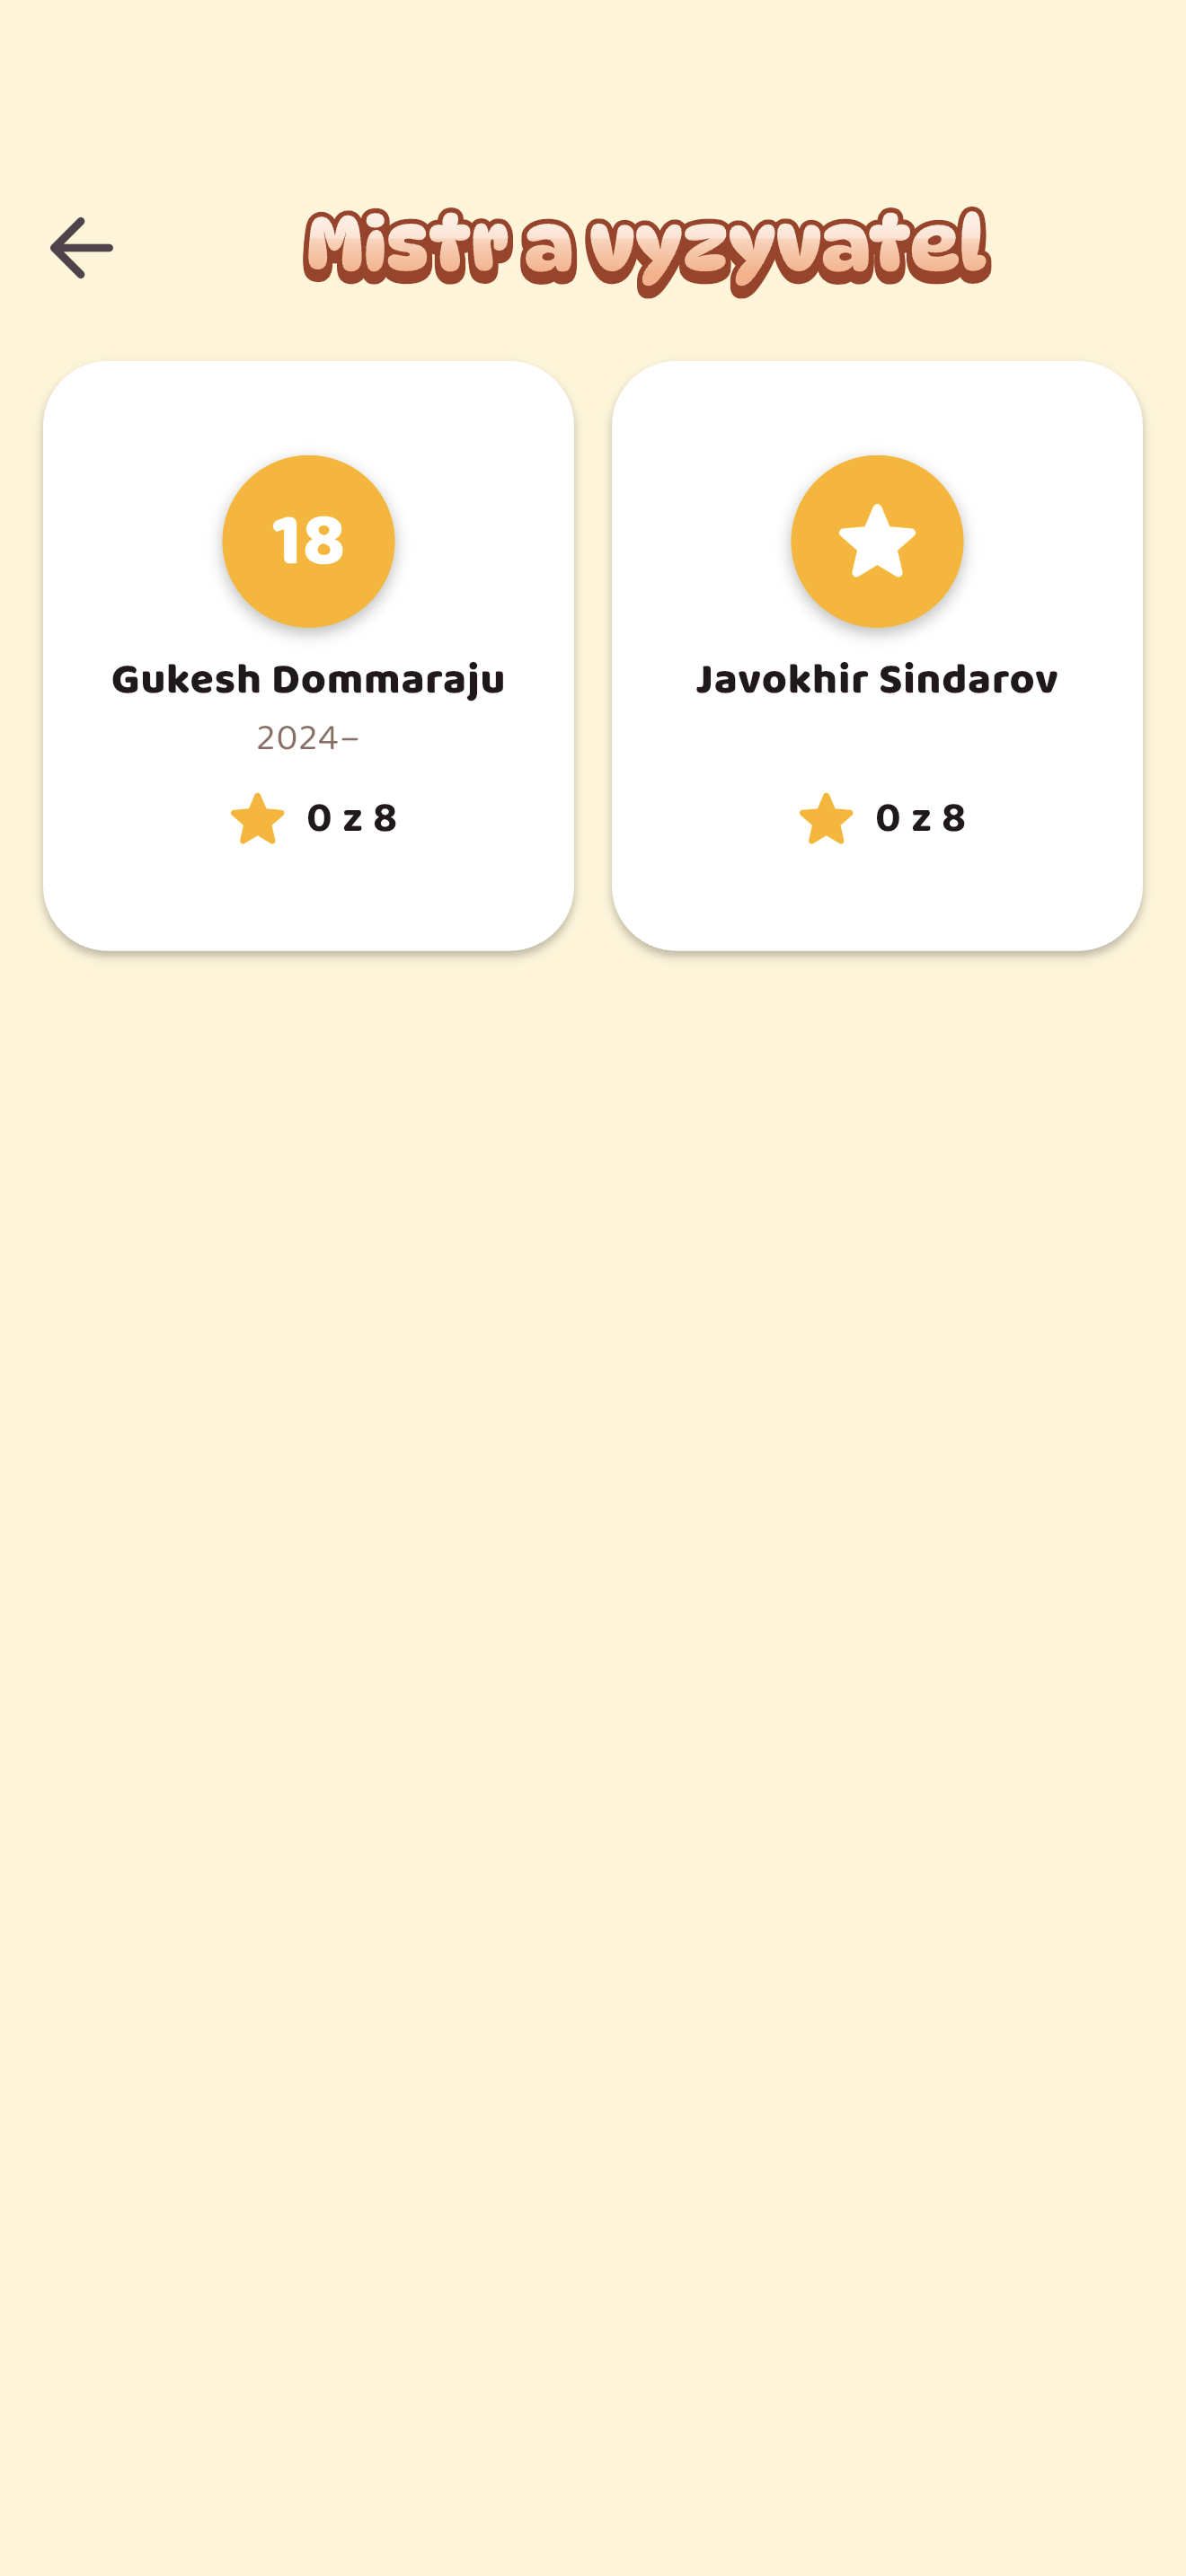 Mistr a vyzyvatel
18
Gukesh Dommaraju
2024–
0 z 8
Javokhir Sindarov
0 z 8